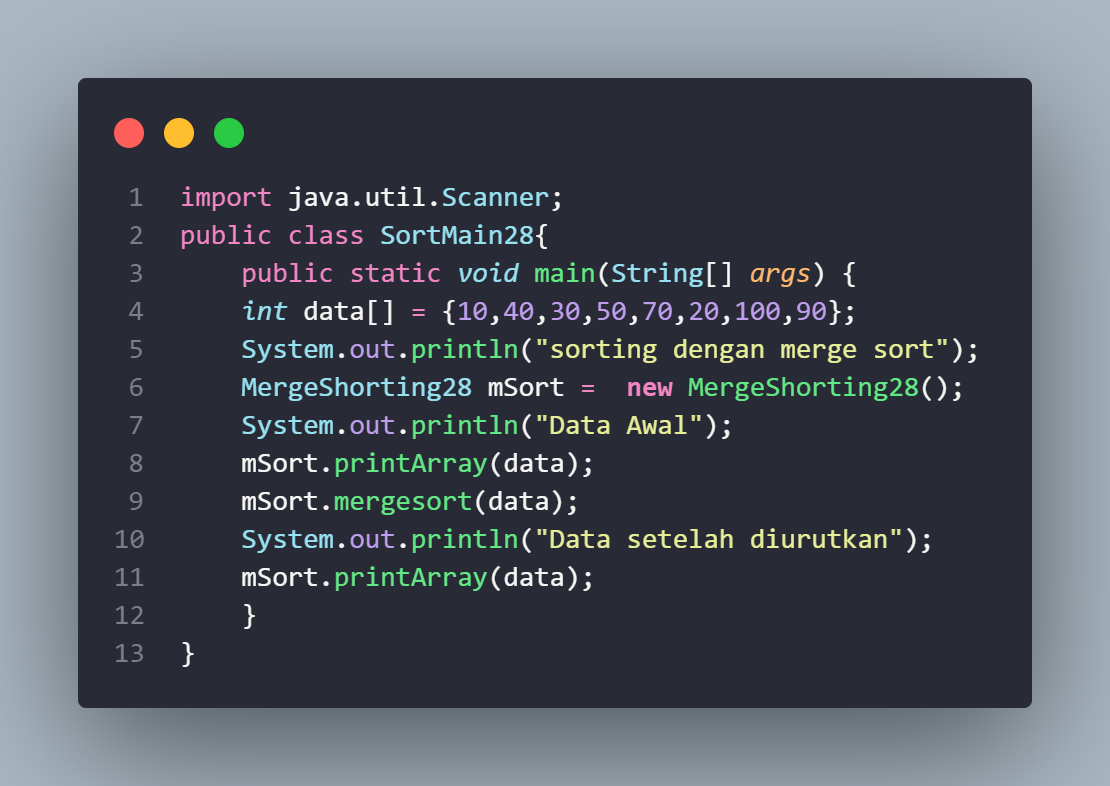 1 import java.util.Scanner;
2 public class SortMain28{
3     public static void main(String[] args) {
4     int data[] = {10,40,30,50,70,20,100,90};
5     System.out.println("sorting dengan merge sort");
6     MergeShorting28 mSort =  new MergeShorting28();
7     System.out.println("Data Awal");
8     mSort.printArray(data);
9     mSort.mergesort(data);
10     System.out.println("Data setelah diurutkan");
11     mSort.printArray(data);
12     }
13 }